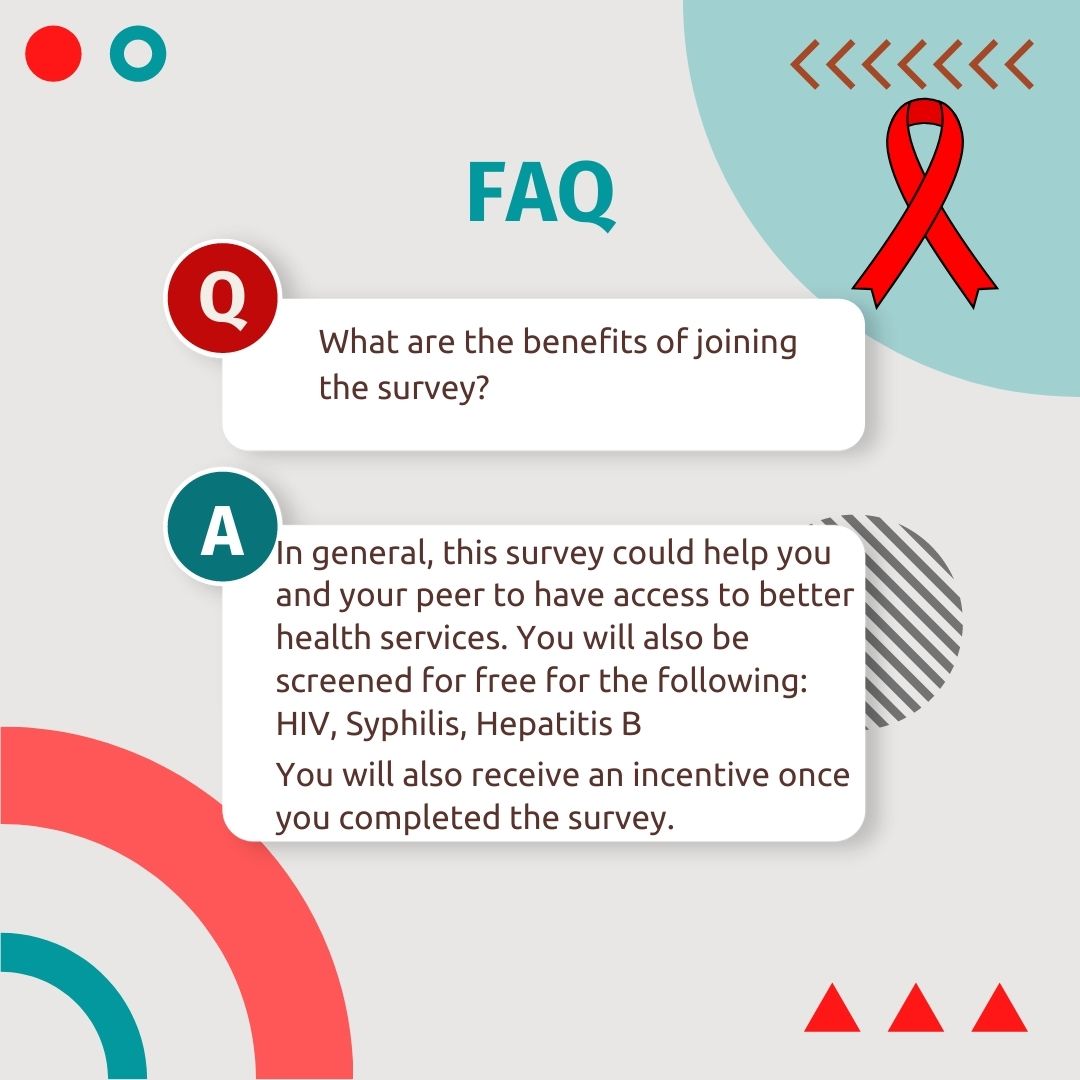 FAQ
Q
What are the benefits of joining
the survey?
A
In general, this survey could help you
and your peer to have access to better
health services. You will also be
screened for free for the following:
HIV, Syphilis, Hepatitis B
You will also receive an incentive once
you completed the survey.